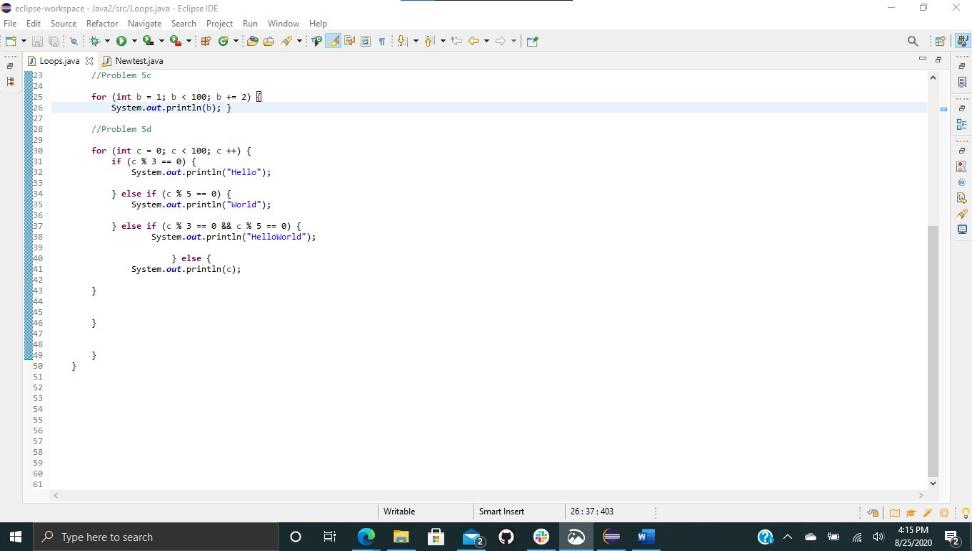 eclipse-workspace - Java2/src/Loops.java - Eclipse IDE
File Edit Source Refactor Navigate Search Project Run Window Help
Loops.java Newtest.java
23 //Problem 5c
24
25 for (int b = 1; b < 100; b += 2) {
26 System.out.println(b); }
27
28 //Problem 5d
29
30 for (int c = 0; c < 100; c ++) {
31 if (c % 3 == 0) {
32 System.out.println("Hello");
33
34 } else if (c % 5 == 0) {
35 System.out.println("World");
36
37 } else if (c % 3 == 0 && c % 5 == 0) {
38 System.out.println("HelloWorld");
39
40 } else {
41 System.out.println(c);
42
43 }
44
45
46 }
47
48
49 }
50 }
51
52
53
54
55
56
57
58
59
60
61
Writable Smart Insert 26 : 37 : 403
Type here to search
4:15 PM
8/25/2020